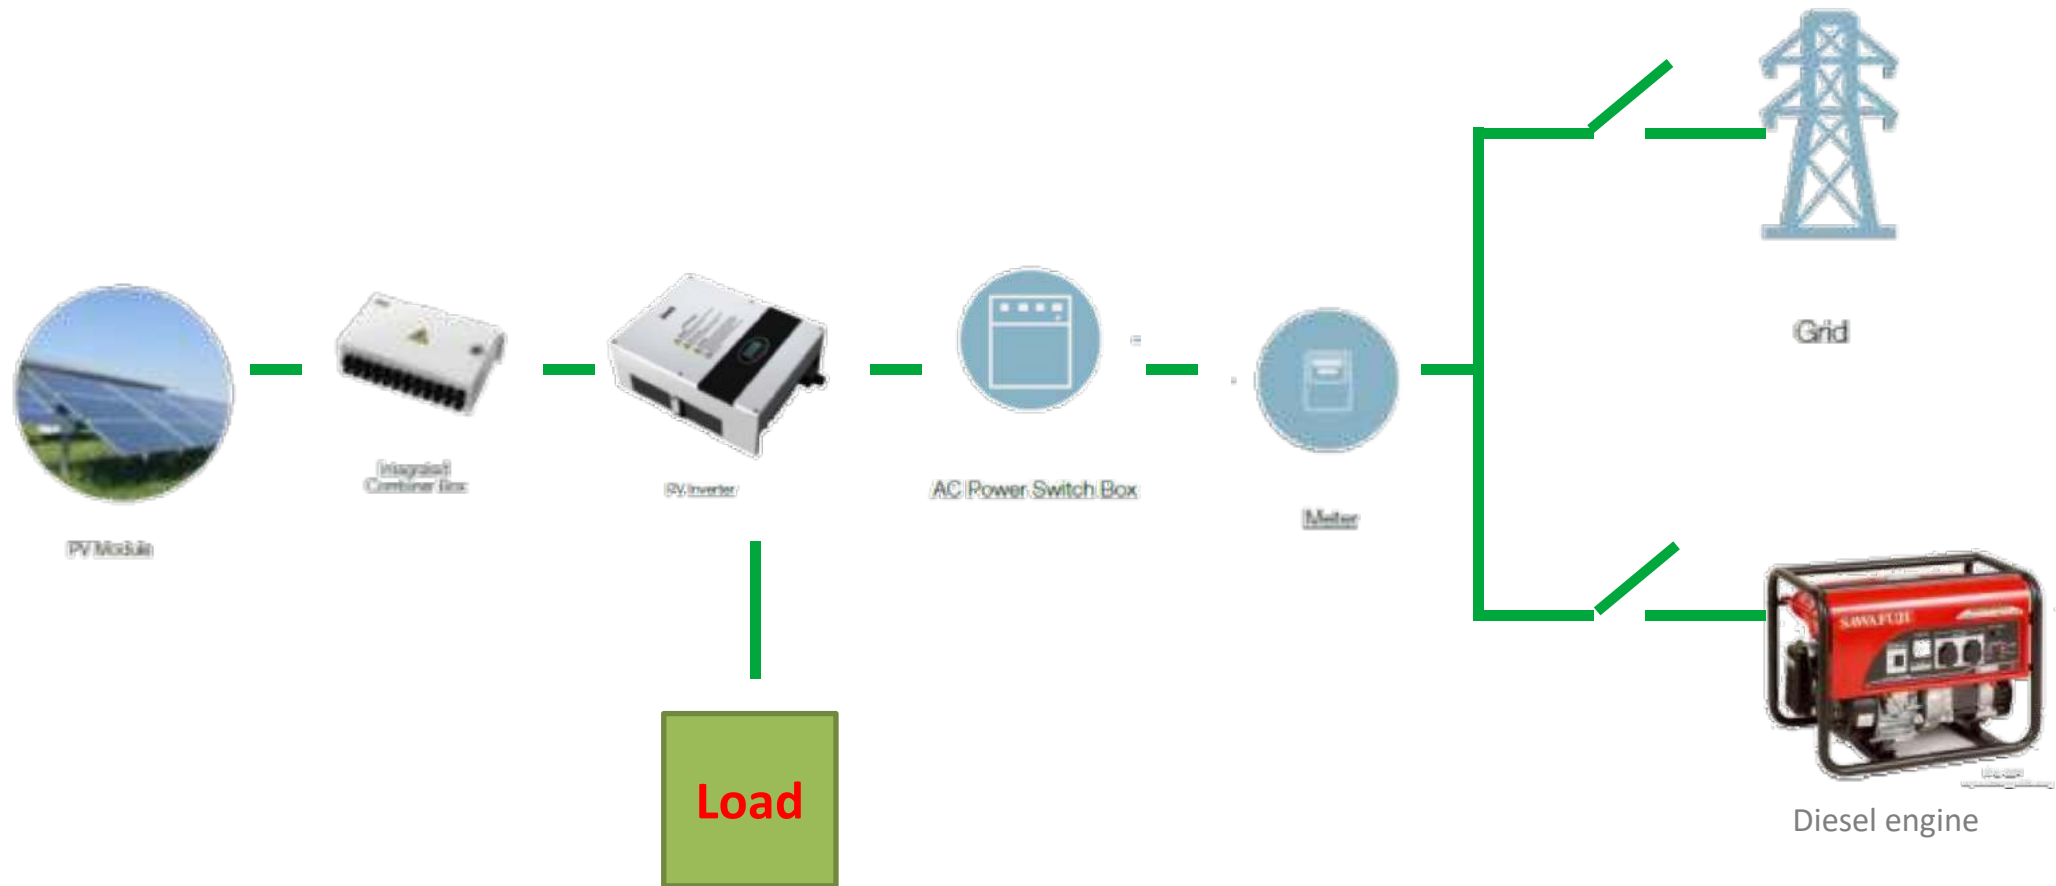 Grid
SAWAFUJI
Integrated
Combiner Box
PV Inverter
AC Power Switch Box
Meter
PV Module
Load
Diesel engine